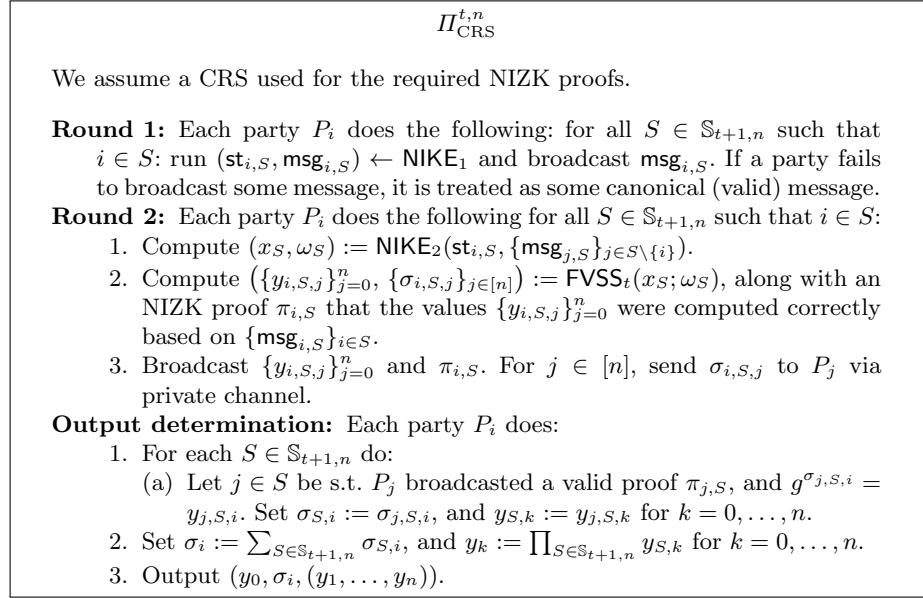 Π^{t,n}_{CRS}
We assume a CRS used for the required NIZK proofs.
Round 1: Each party P_i does the following: for all S ∈ 𝕊_{t+1,n} such that
i ∈ S: run (st_{i,S}, msg_{i,S}) ← NIKE_1 and broadcast msg_{i,S}. If a party fails
to broadcast some message, it is treated as some canonical (valid) message.
Round 2: Each party P_i does the following for all S ∈ 𝕊_{t+1,n} such that i ∈ S:
1. Compute (x_S, ω_S) := NIKE_2(st_{i,S}, {msg_{j,S}}_{j∈S\{i}}).
2. Compute ({y_{i,S,j}}^n_{j=0}, {σ_{i,S,j}}_{j∈[n]}) := FVSS_t(x_S; ω_S), along with an
NIZK proof π_{i,S} that the values {y_{i,S,j}}^n_{j=0} were computed correctly
based on {msg_{i,S}}_{i∈S}.
3. Broadcast {y_{i,S,j}}^n_{j=0} and π_{i,S}. For j ∈ [n], send σ_{i,S,j} to P_j via
private channel.
Output determination: Each party P_i does:
1. For each S ∈ 𝕊_{t+1,n} do:
(a) Let j ∈ S be s.t. P_j broadcasted a valid proof π_{j,S}, and g^{σ_{j,S,i}} =
y_{j,S,i}. Set σ_{S,i} := σ_{j,S,i}, and y_{S,k} := y_{j,S,k} for k = 0, . . . , n.
2. Set σ_i := ∑_{S∈𝕊_{t+1,n}} σ_{S,i}, and y_k := ∏_{S∈𝕊_{t+1,n}} y_{S,k} for k = 0, . . . , n.
3. Output (y_0, σ_i, (y_1, . . . , y_n)).